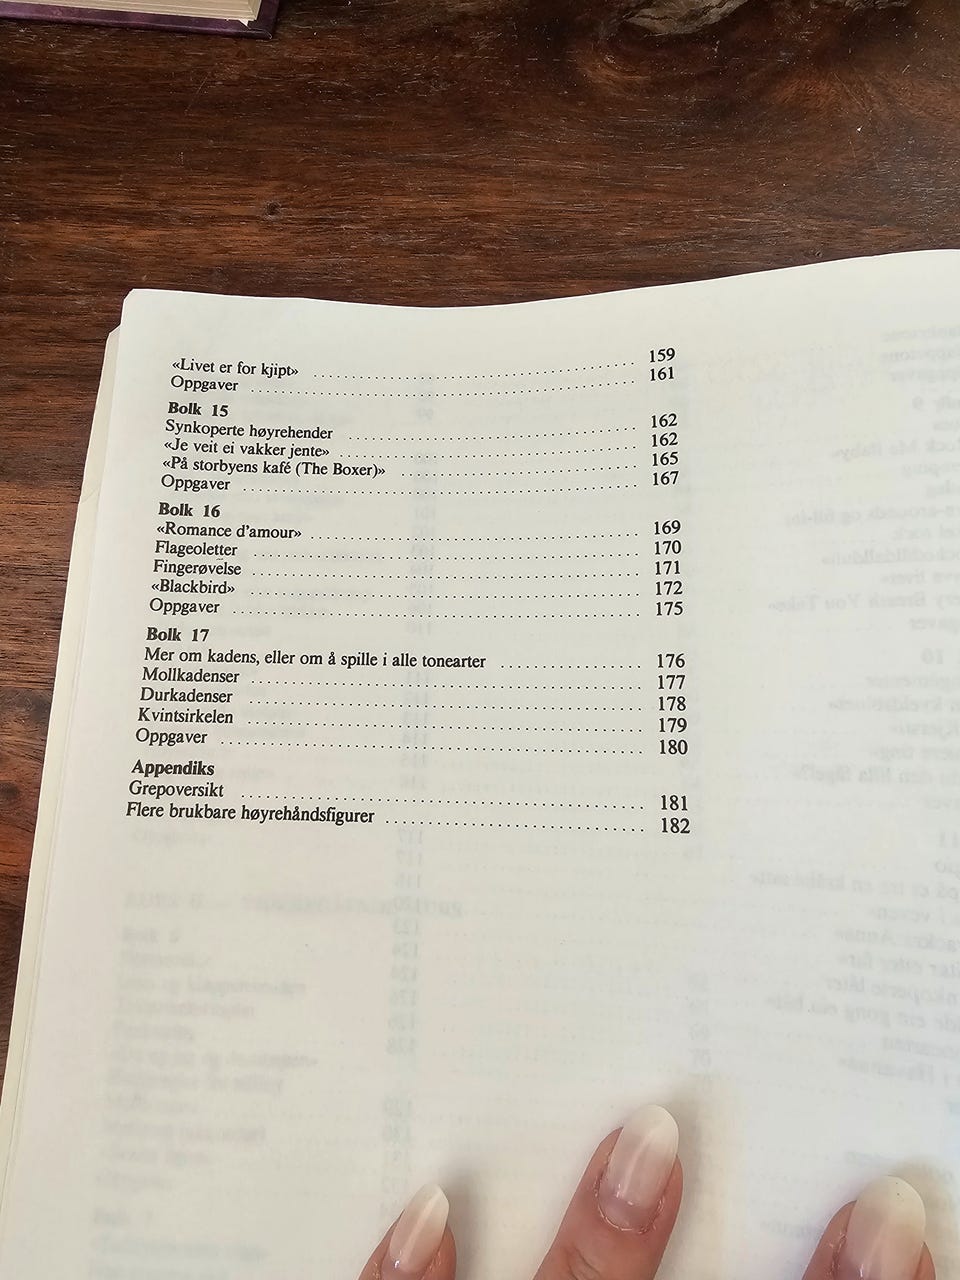 «Livet er for kjipt» 159
Oppgaver 161
Bolk 15
Synkoperte høyrehender 162
«Je veit ei vakker jente» 162
«På storbyens kafé (The Boxer)» 165
Oppgaver 167
Bolk 16
«Romance d'amour» 169
Flageoletter 170
Fingerøvelse 171
«Blackbird» 172
Oppgaver 175
Bolk 17
Mer om kadens, eller om å spille i alle tonearter 176
Mollkadenser 177
Durkadenser 178
Kvintsirkelen 179
Oppgaver 180
Appendiks
Grepoversikt 181
Flere brukbare høyrehåndsfigurer 182